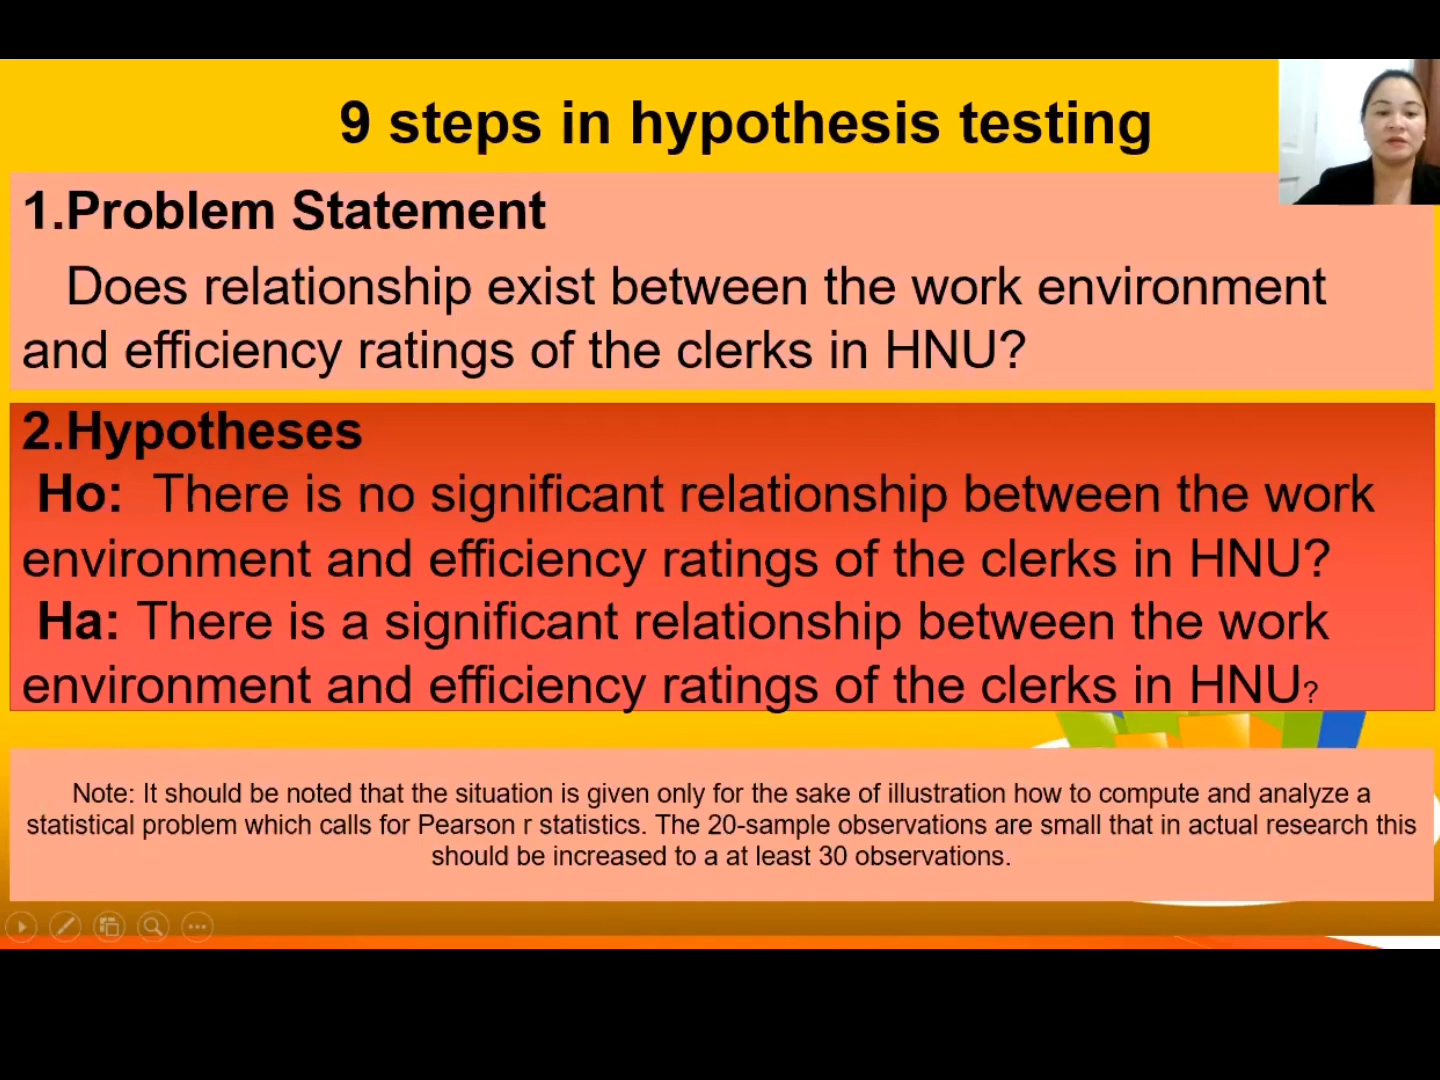 9 steps in hypothesis testing
1.Problem Statement
Does relationship exist between the work environment
and efficiency ratings of the clerks in HNU?
2.Hypotheses
Ho: There is no significant relationship between the work
environment and efficiency ratings of the clerks in HNU?
Ha: There is a significant relationship between the work
environment and efficiency ratings of the clerks in HNU?
Note: It should be noted that the situation is given only for the sake of illustration how to compute and analyze a
statistical problem which calls for Pearson r statistics. The 20-sample observations are small that in actual research this
should be increased to a at least 30 observations.